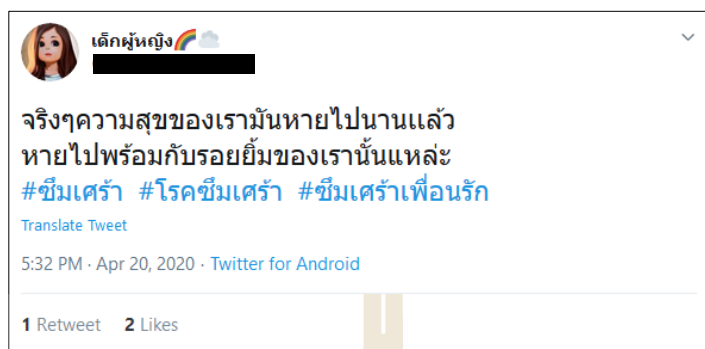 เด็กผู้หญิง🌈☁️
จริงๆความสุขของเรามันหายไปนานแล้ว
หายไปพร้อมกับรอยยิ้มของเรานั้นแหล่ะ
#ซึมเศร้า #โรคซึมเศร้า #ซึมเศร้าเพื่อนรัก
Translate Tweet
5:32 PM · Apr 20, 2020 · Twitter for Android
1 Retweet 2 Likes